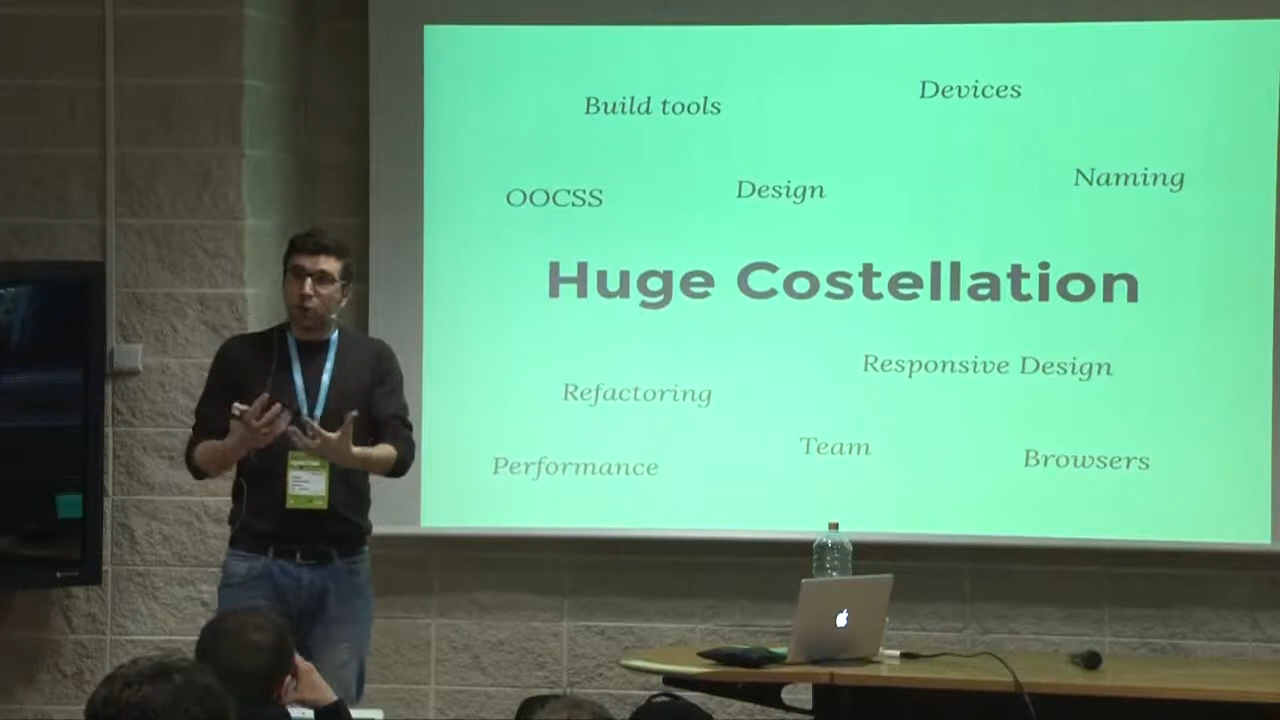 Devices
Build tools
Naming
Design
OOCSS
Huge Costellation
Responsive Design
Refactoring
Team
Browsers
Performance